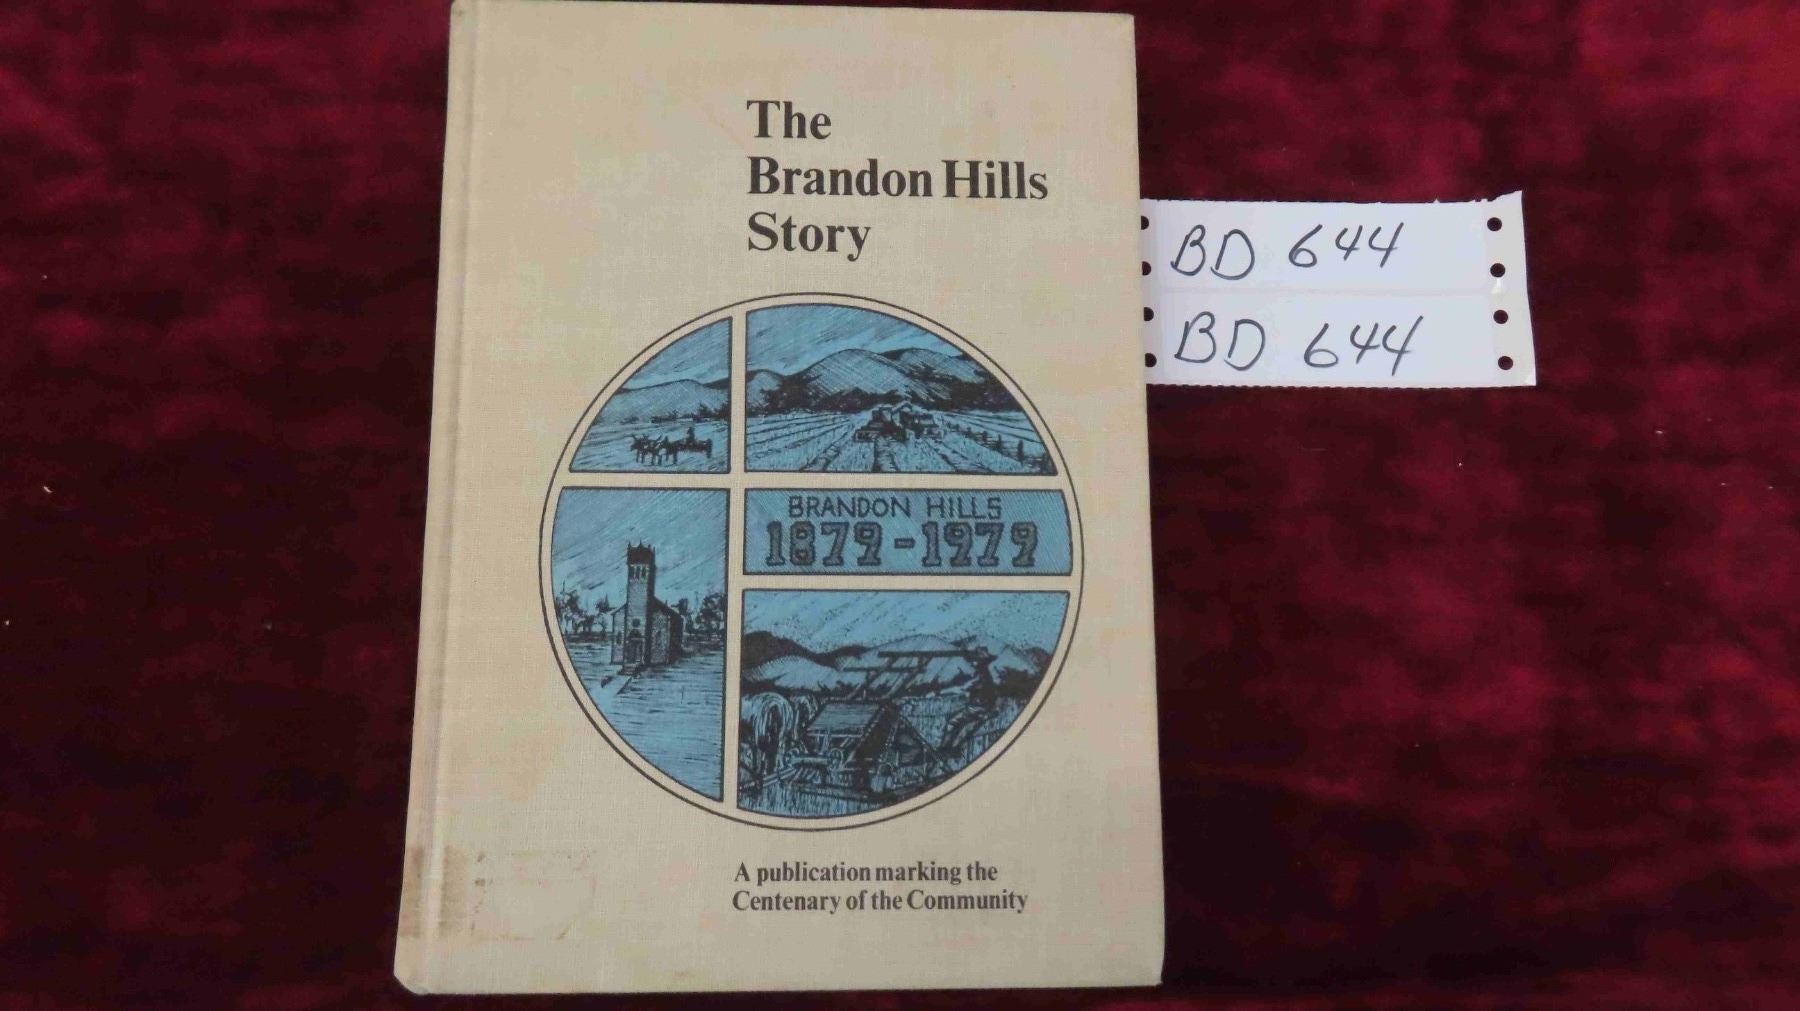 The
Brandon Hills
Story
BRANDON HILLS
1879-1979
A publication marking the
Centenary of the Community
BD 644
BD 644